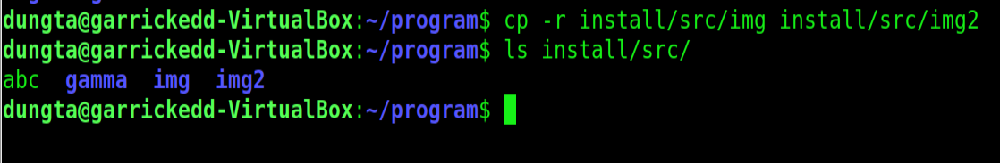 dungta@garrickedd-VirtualBox:~/program$ cp -r install/src/img install/src/img2
dungta@garrickedd-VirtualBox:~/program$ ls install/src/
abc  gamma  img  img2
dungta@garrickedd-VirtualBox:~/program$